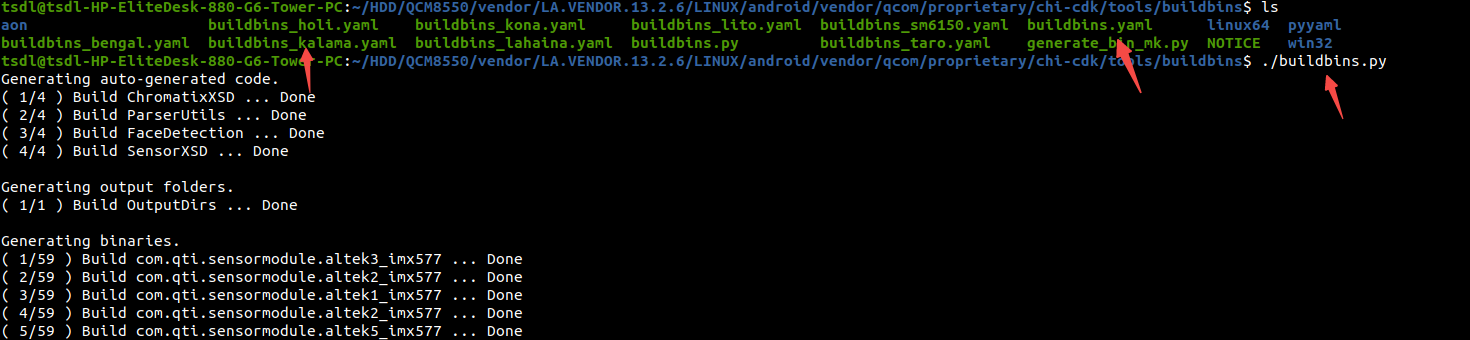 tsdl@tsdl-HP-EliteDesk-880-G6-Tower-PC:~/HDD/QCM8550/vendor/LA.VENDOR.13.2.6/LINUX/android/vendor/qcom/proprietary/chi-cdk/tools/buildbins$ ls
aon buildbins_holi.yaml buildbins_kona.yaml buildbins_lito.yaml buildbins_sm6150.yaml buildbins.yaml linux64 pyyaml
buildbins_bengal.yaml buildbins_kalama.yaml buildbins_lahaina.yaml buildbins.py buildbins_taro.yaml generate_bin_mk.py NOTICE win32
tsdl@tsdl-HP-EliteDesk-880-G6-Tower-PC:~/HDD/QCM8550/vendor/LA.VENDOR.13.2.6/LINUX/android/vendor/qcom/proprietary/chi-cdk/tools/buildbins$ ./buildbins.py
Generating auto-generated code.
( 1/4 ) Build ChromatixXSD ... Done
( 2/4 ) Build ParserUtils ... Done
( 3/4 ) Build FaceDetection ... Done
( 4/4 ) Build SensorXSD ... Done
Generating output folders.
( 1/1 ) Build OutputDirs ... Done
Generating binaries.
( 1/59 ) Build com.qti.sensormodule.altek3_imx577 ... Done
( 2/59 ) Build com.qti.sensormodule.altek2_imx577 ... Done
( 3/59 ) Build com.qti.sensormodule.altek1_imx577 ... Done
( 4/59 ) Build com.qti.sensormodule.altek2_imx577 ... Done
( 5/59 ) Build com.qti.sensormodule.altek5_imx577 ... Done